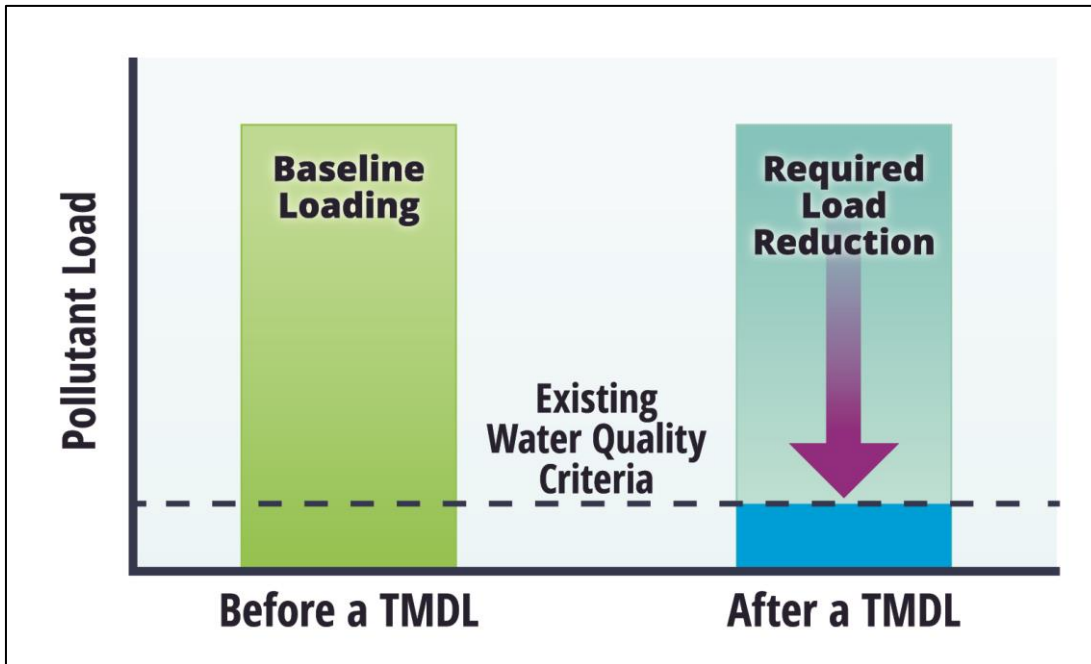 Pollutant Load
Baseline
Loading
Required
Load
Reduction
Existing
Water Quality
Criteria
Before a TMDL
After a TMDL